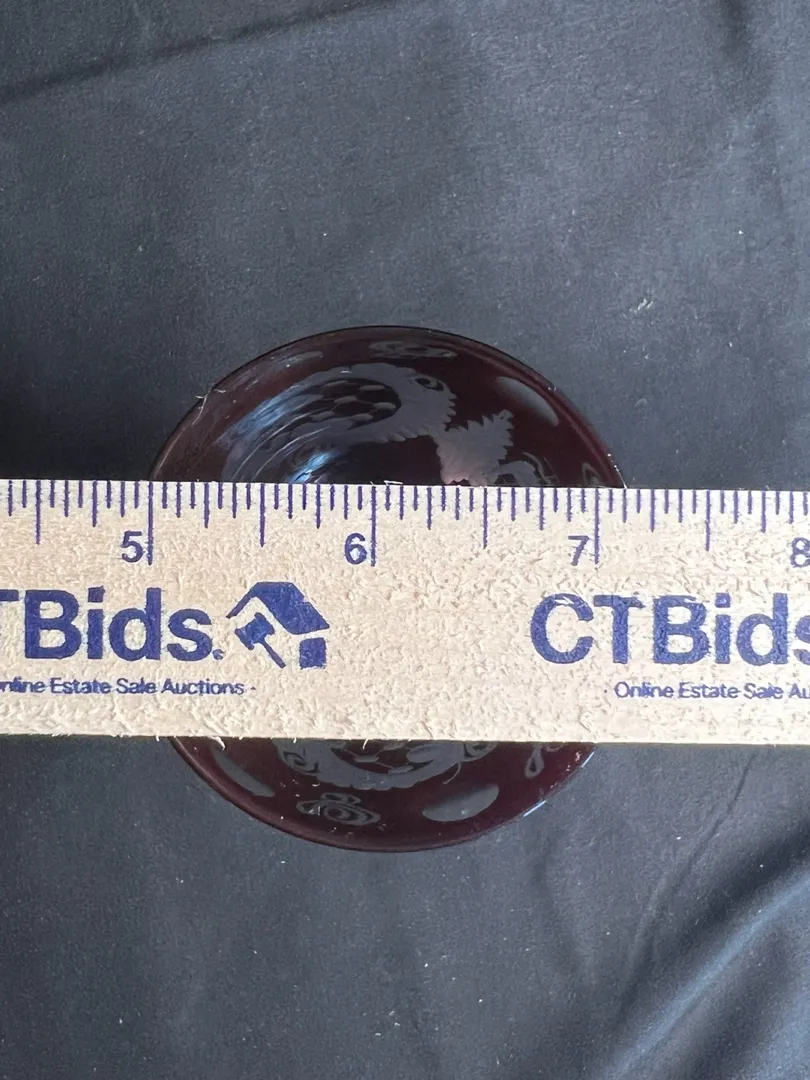 5 6 7 8
TBids. CTBids
nline Estate Sale Auctions Online Estate Sale Au